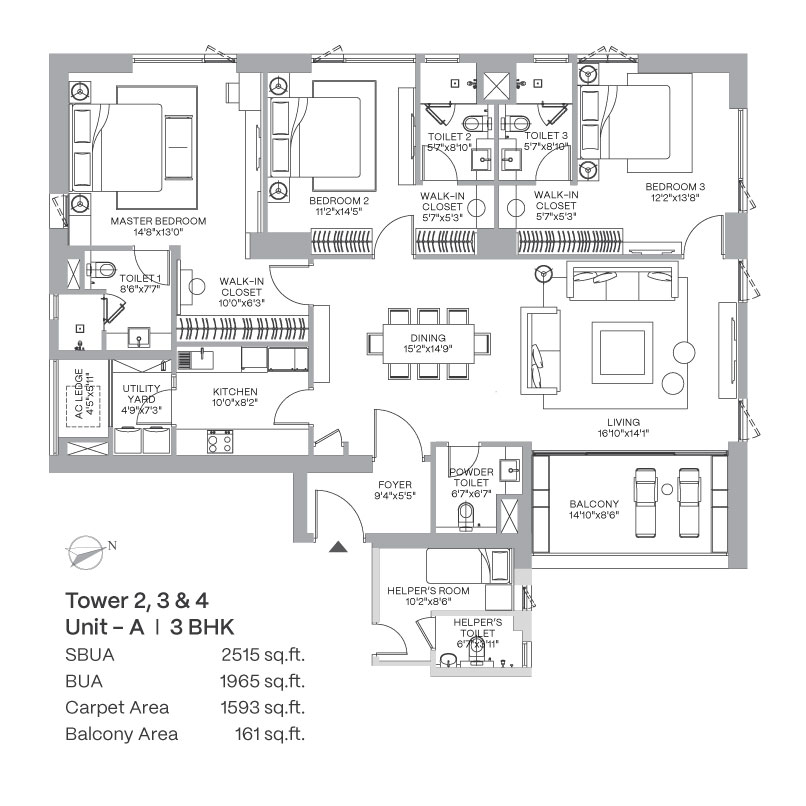 TOILET 2
5'7"x8'10"
TOILET 3
5'7"x8'10"
BEDROOM 3
12'2"x13'8"
BEDROOM 2
11'2"x14'5"
WALK-IN
CLOSET
5'7"x5'3"
WALK-IN
CLOSET
5'7"x5'3"
MASTER BEDROOM
14'8"x13'0"
TOILET 1
8'6"x7'7"
WALK-IN
CLOSET
10'0"x6'3"
DINING
15'2"x14'9"
AC LEDGE
4'5"x5'11"
UTILITY
YARD
4'9"x7'3"
KITCHEN
10'0"x8'2"
LIVING
16'10"x14'1"
FOYER
9'4"x5'5"
POWDER
TOILET
6'7"x6'7"
BALCONY
14'10"x8'6"
N
HELPER'S ROOM
10'2"x8'6"
HELPER'S
TOILET
Tower 2, 3 & 4
Unit – A | 3 BHK
SBUA 2515 sq.ft.
BUA 1965 sq.ft.
Carpet Area 1593 sq.ft.
Balcony Area 161 sq.ft.